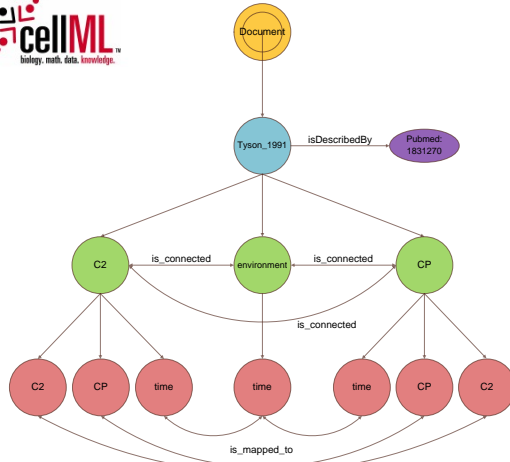 cellML™
biology. math. data. knowledge.
Document
Tyson_1991
isDescribedBy
Pubmed:
1831270
C2
is_connected
environment
is_connected
CP
is_connected
C2
CP
time
time
time
CP
C2
is_mapped_to